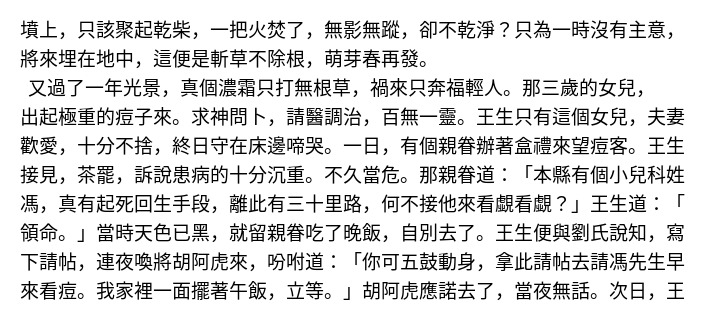 墳上，只該聚起乾柴，一把火焚了，無影無蹤，卻不乾淨？只為一時沒有主意，
將來埋在地中，這便是斬草不除根，萌芽春再發。
又過了一年光景，真個濃霜只打無根草，禍來只奔福輕人。那三歲的女兒，
出起極重的痘子來。求神問卜，請醫調治，百無一靈。王生只有這個女兒，夫妻
歡愛，十分不捨，終日守在床邊啼哭。一日，有個親眷辦著盒禮來望痘客。王生
接見，茶罷，訴說患病的十分沉重。不久當危。那親眷道：「本縣有個小兒科姓
馮，真有起死回生手段，離此有三十里路，何不接他來看覷看覷？」王生道：「
領命。」當時天色已黑，就留親眷吃了晚飯，自別去了。王生便與劉氏說知，寫
下請帖，連夜喚將胡阿虎來，吩咐道：「你可五鼓動身，拿此請帖去請馮先生早
來看痘。我家裡一面擺著午飯，立等。」胡阿虎應諾去了，當夜無話。次日，王